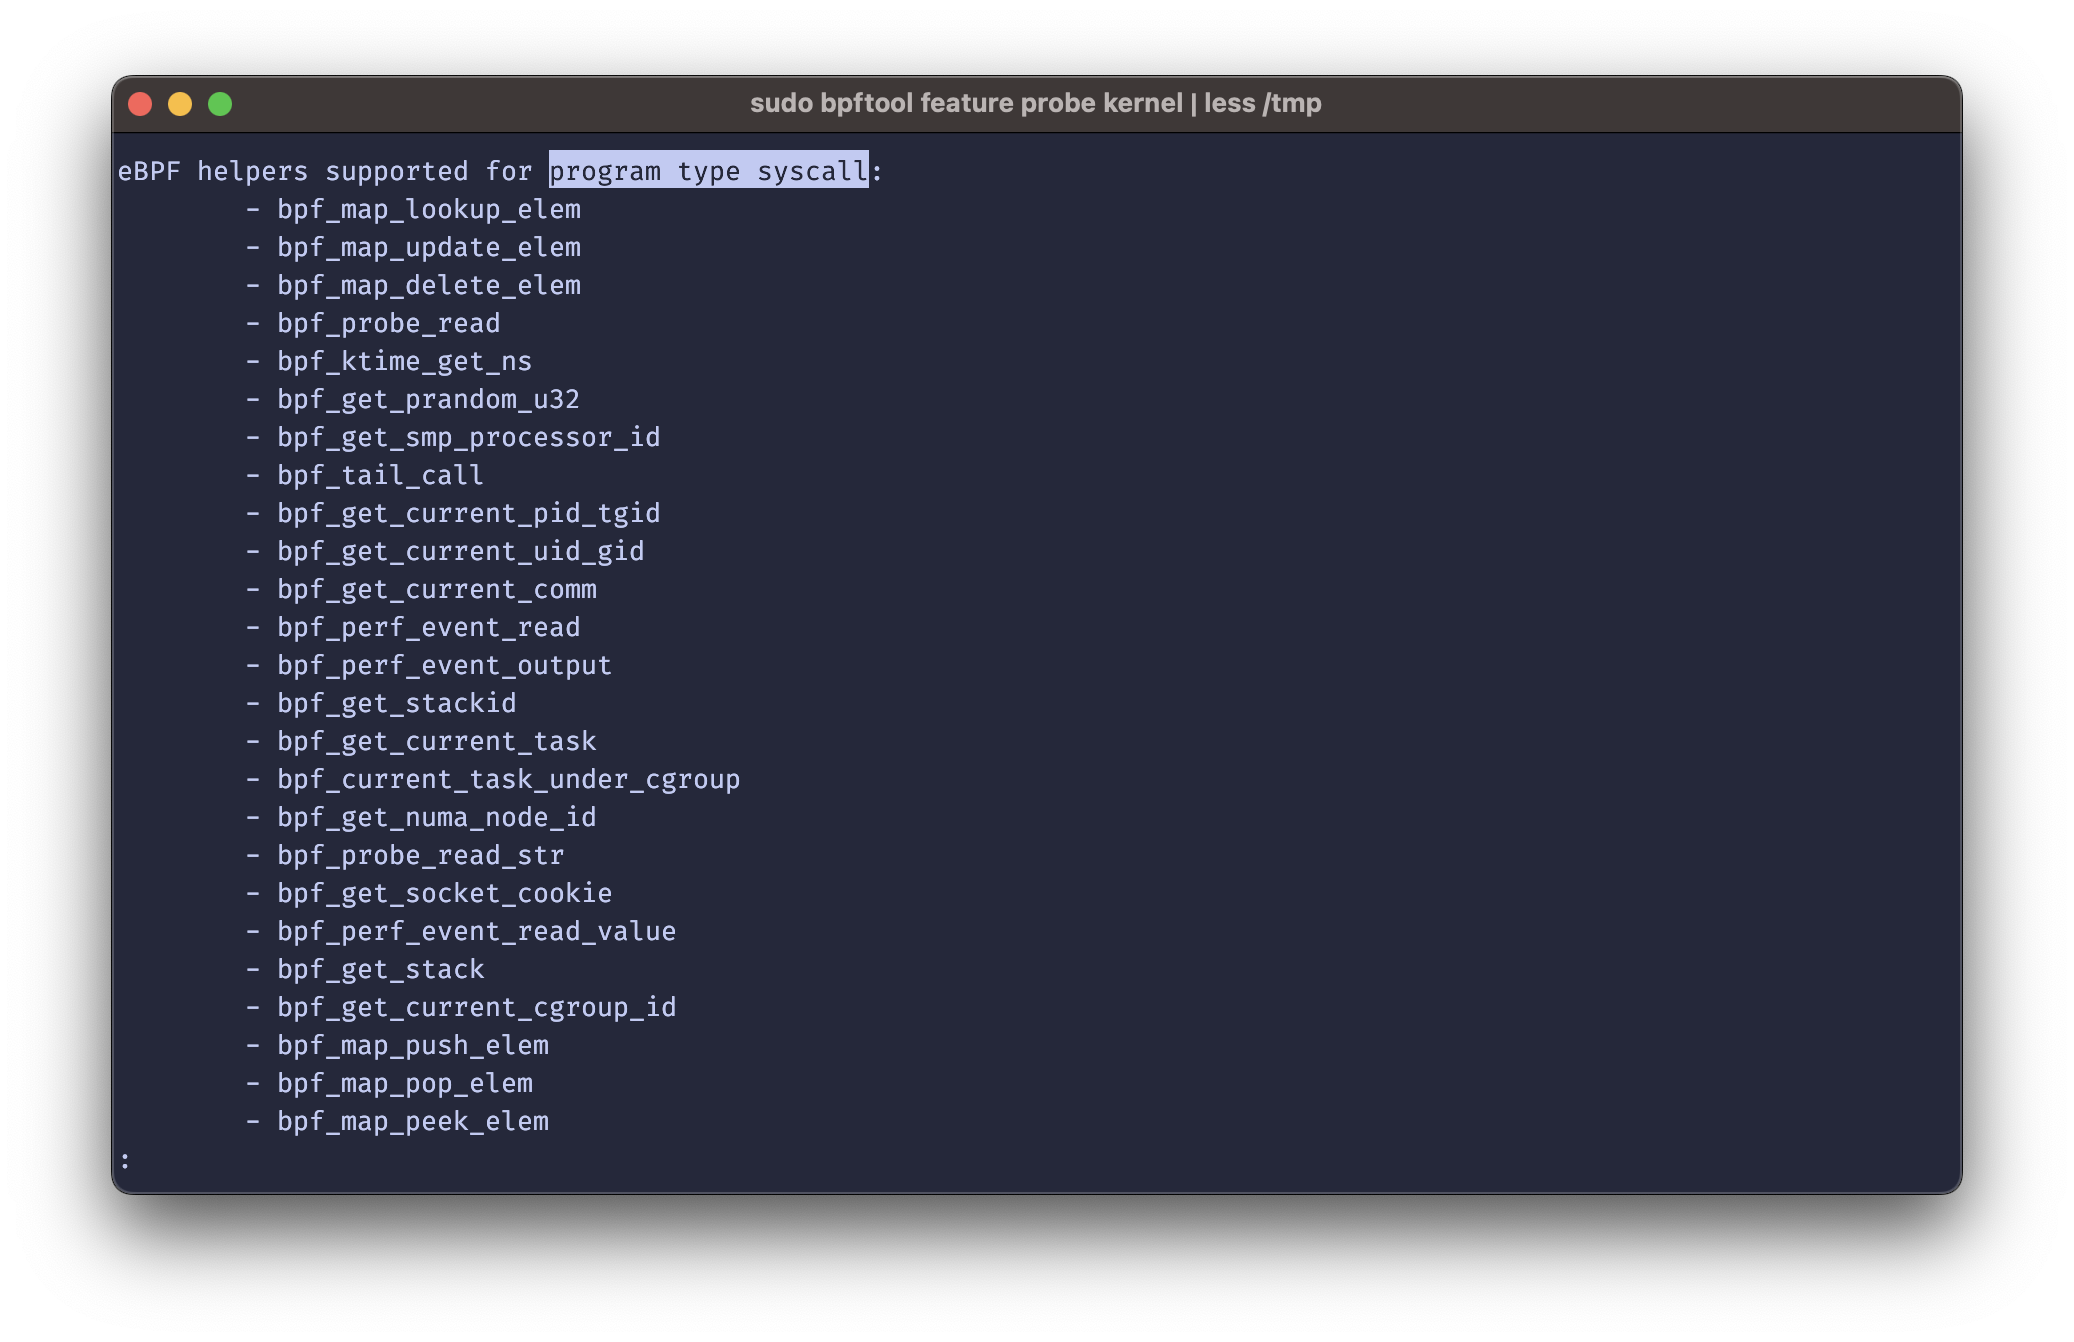 sudo bpftool feature probe kernel | less /tmp
eBPF helpers supported for program type syscall:
- bpf_map_lookup_elem
- bpf_map_update_elem
- bpf_map_delete_elem
- bpf_probe_read
- bpf_ktime_get_ns
- bpf_get_prandom_u32
- bpf_get_smp_processor_id
- bpf_tail_call
- bpf_get_current_pid_tgid
- bpf_get_current_uid_gid
- bpf_get_current_comm
- bpf_perf_event_read
- bpf_perf_event_output
- bpf_get_stackid
- bpf_get_current_task
- bpf_current_task_under_cgroup
- bpf_get_numa_node_id
- bpf_probe_read_str
- bpf_get_socket_cookie
- bpf_perf_event_read_value
- bpf_get_stack
- bpf_get_current_cgroup_id
- bpf_map_push_elem
- bpf_map_pop_elem
- bpf_map_peek_elem
: